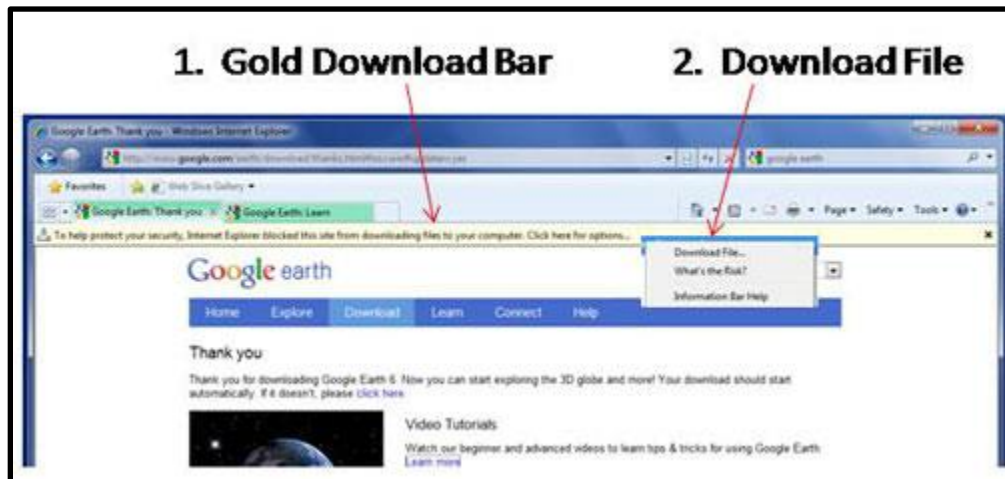 1. Gold Download Bar 2. Download File
Google Earth: Thank you - Windows Internet Explorer
google.com google earth
Favorites Web Slice Gallery
Google Earth: Thank you Google Earth: Learn Page Safety Tools
To help protect your security, Internet Explorer blocked this site from downloading files to your computer. Click here for options...
Download File...
What's the Risk?
Information Bar Help
Google earth
Home Explore Download Learn Connect Help
Thank you
Thank you for downloading Google Earth 6. Now you can start exploring the 3D globe and more! Your download should start
automatically. If it doesn't, please click here.
Video Tutorials
Watch our beginner and advanced videos to learn tips & tricks for using Google Earth
Learn more